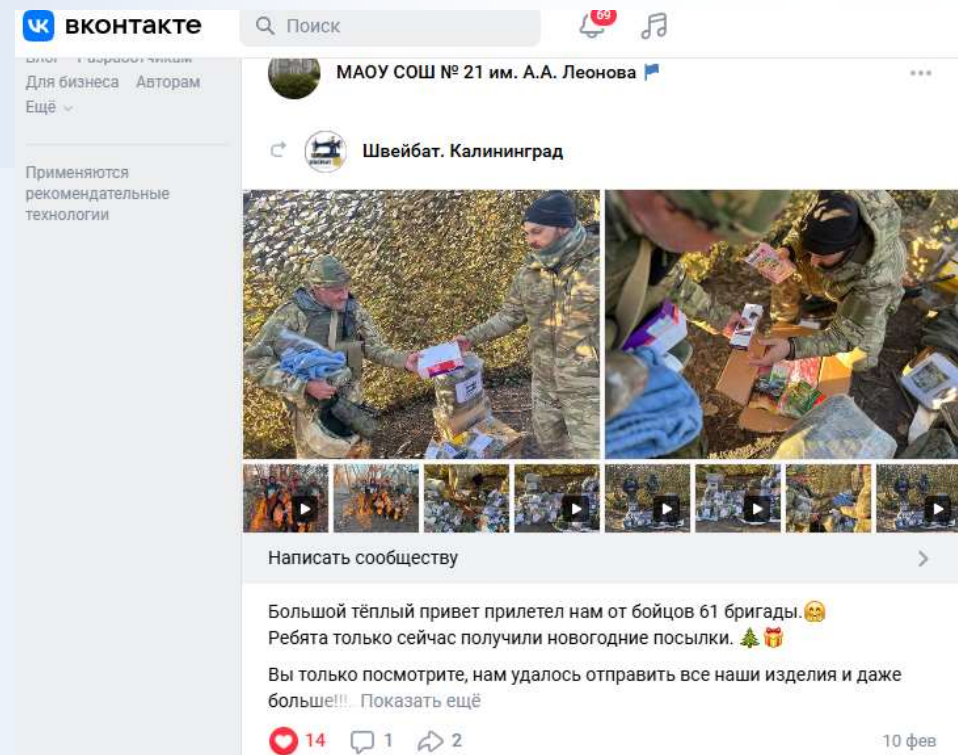 ВКОНТАКТЕ
Поиск
69
Блог Разработчикам
Для бизнеса Авторам
Ещё
Применяются
рекомендательные
технологии
МАОУ СОШ № 21 им. А.А. Леонова
Швейбат. Калининград
Написать сообществу
Большой тёплый привет прилетел нам от бойцов 61 бригады.🤗
Ребята только сейчас получили новогодние посылки. 🎄🎁
Вы только посмотрите, нам удалось отправить все наши изделия и даже
больше!!! Показать ещё
14 1 2
10 фев